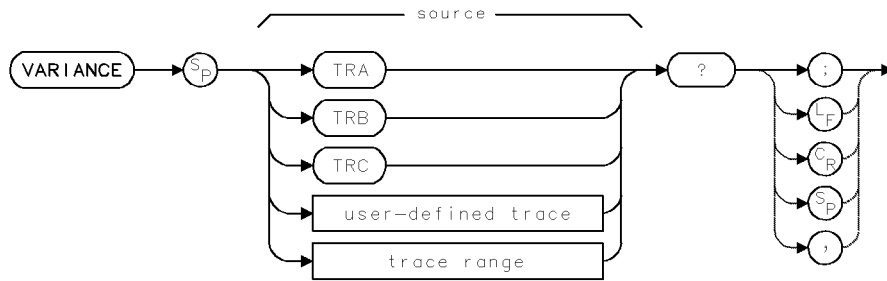 source
VARIANCE SP TRA ? ;
TRB LF
TRC CR
user-defined trace SP
trace range ,